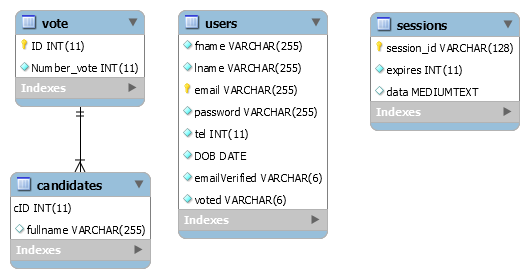 vote
ID INT(11)
Number_vote INT(11)
Indexes
candidates
cID INT(11)
fullname VARCHAR(255)
Indexes
users
fname VARCHAR(255)
lname VARCHAR(255)
email VARCHAR(255)
password VARCHAR(255)
tel INT(11)
DOB DATE
emailVerified VARCHAR(6)
voted VARCHAR(6)
Indexes
sessions
session_id VARCHAR(128)
expires INT(11)
data MEDIUMTEXT
Indexes